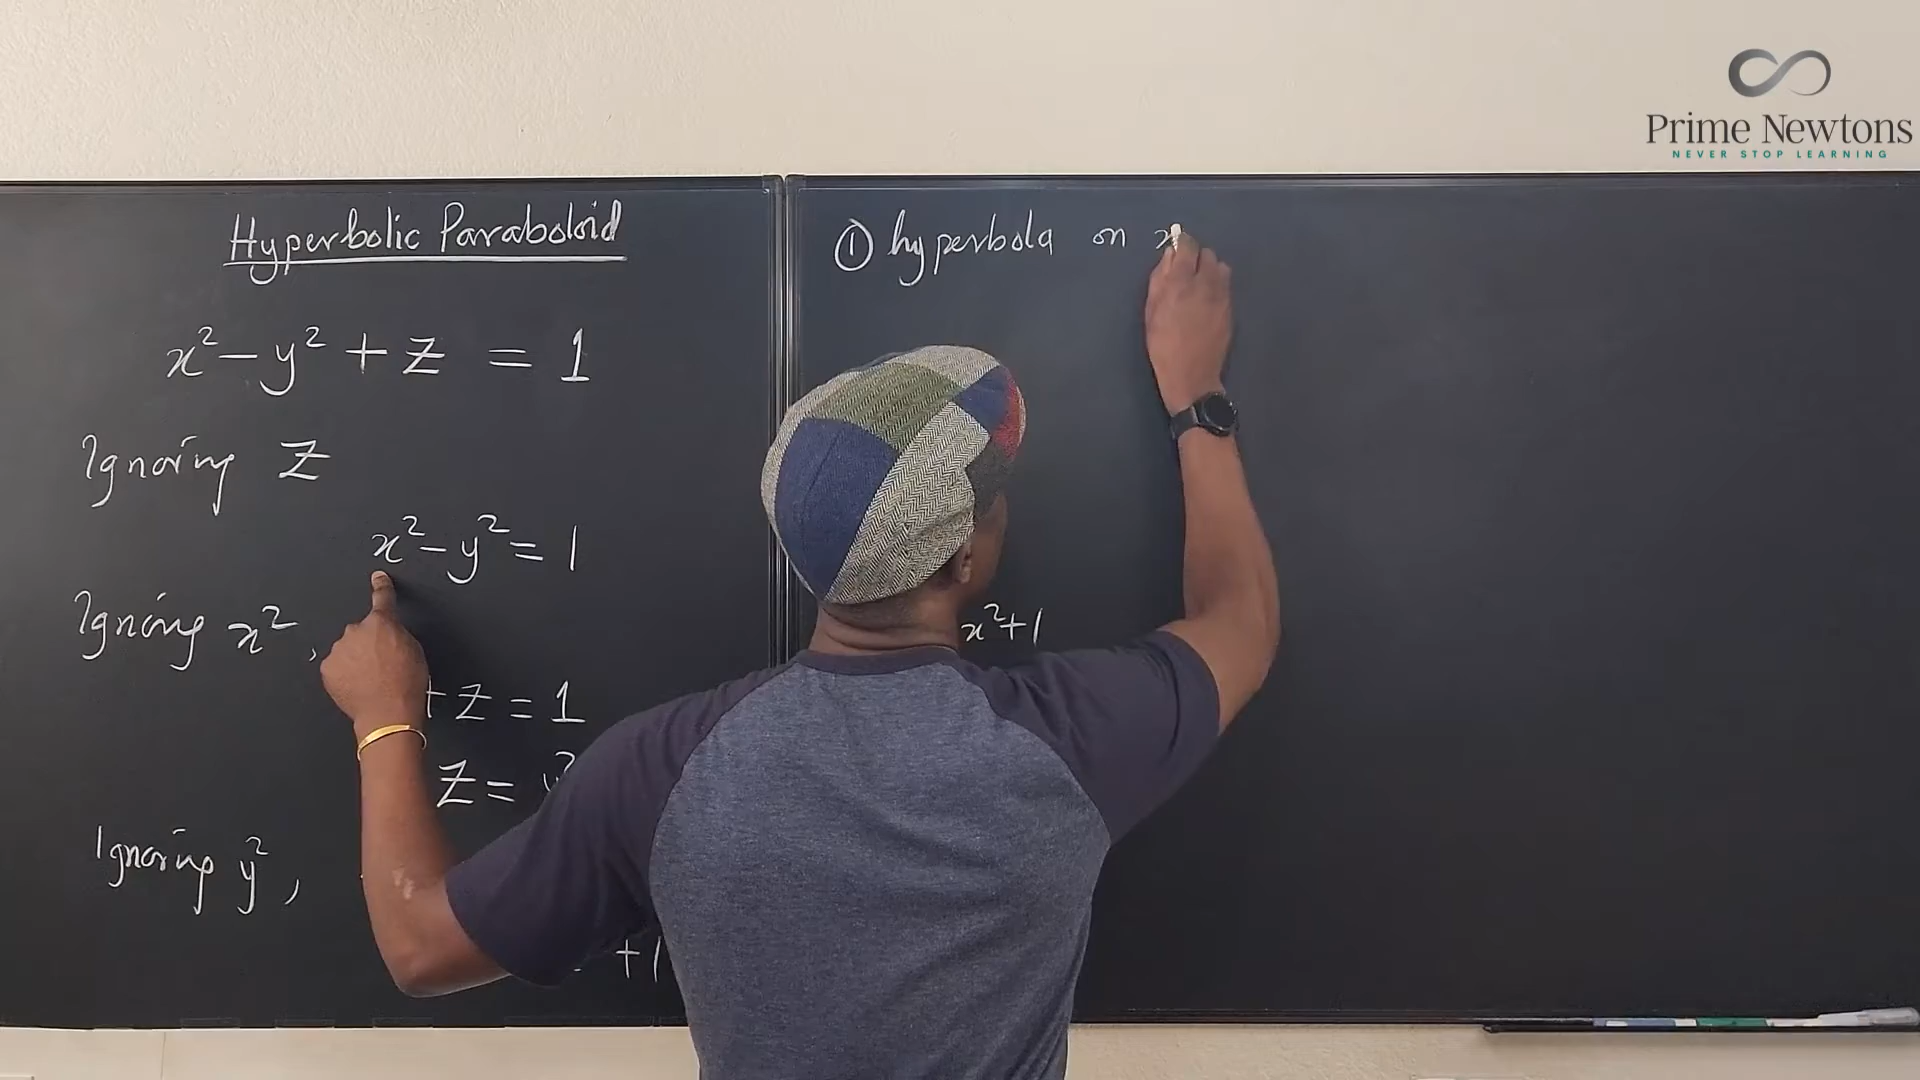 Prime Newtons
NEVER STOP LEARNING
Hyperbolic Paraboloid
x² - y² + z = 1
Ignoring z
x² - y² = 1
Ignoring x²,
+ z = 1
z =
Ignoring y²,
+1
① hyperbola on x
x²+1